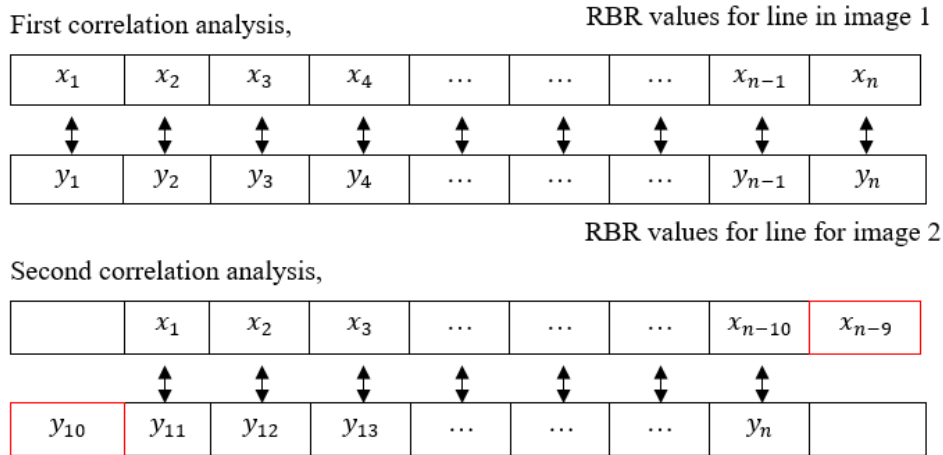 First correlation analysis,
RBR values for line in image 1
x₁ x₂ x₃ x₄ ... ... ... xₙ₋₁ xₙ
y₁ y₂ y₃ y₄ ... ... ... yₙ₋₁ yₙ
RBR values for line for image 2
Second correlation analysis,
x₁ x₂ x₃ ... ... ... xₙ₋₁₀ xₙ₋₉
y₁₀ y₁₁ y₁₂ y₁₃ ... ... ... yₙ